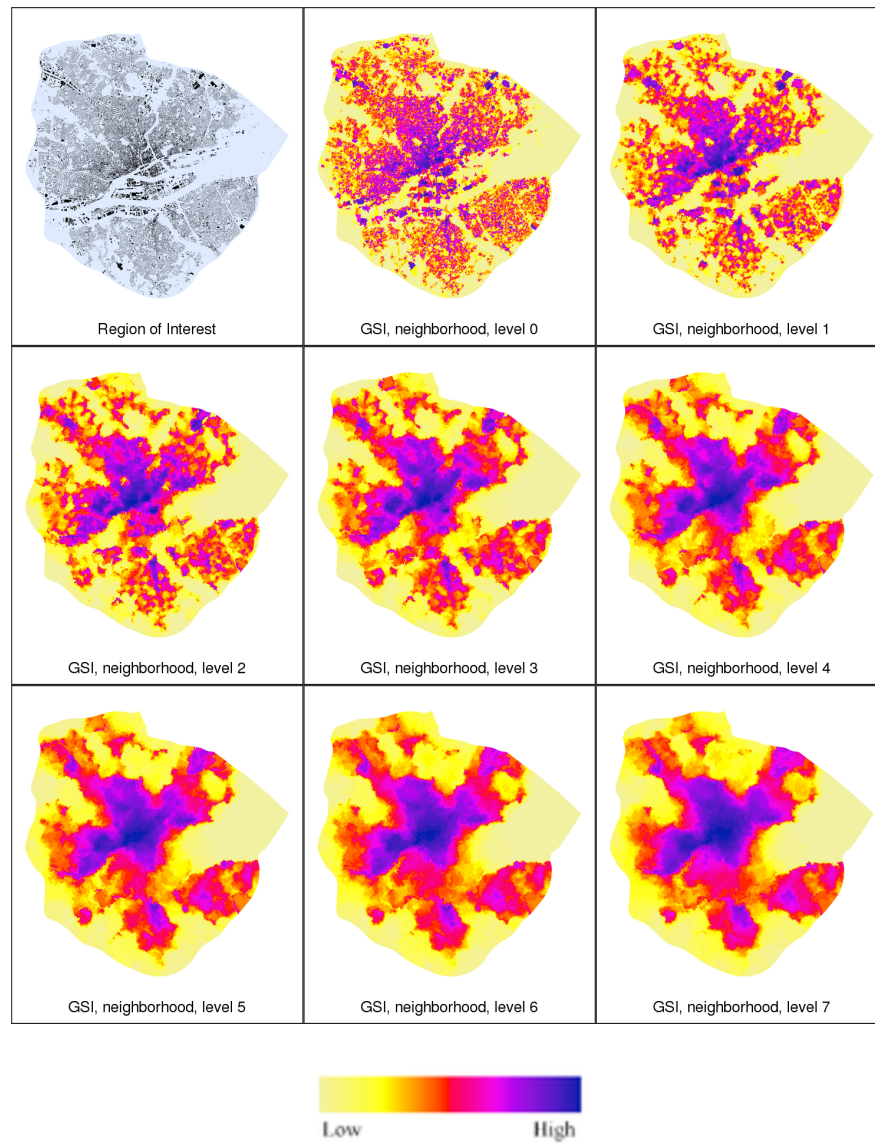 Region of Interest
GSI, neighborhood, level 0
GSI, neighborhood, level 1
GSI, neighborhood, level 2
GSI, neighborhood, level 3
GSI, neighborhood, level 4
GSI, neighborhood, level 5
GSI, neighborhood, level 6
GSI, neighborhood, level 7
Low High